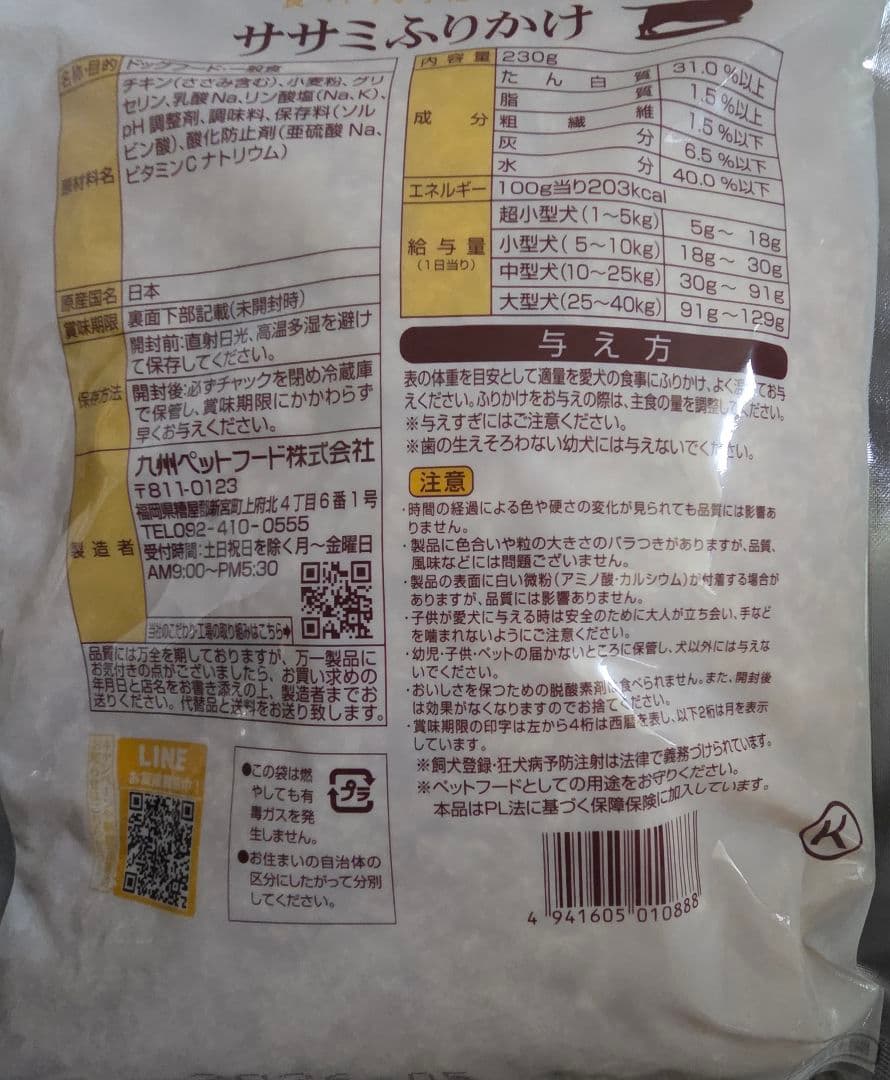 ササミふりかけ
名称・目的 ドッグフード・一般食
原材料名 チキン(ささみ含む)、小麦粉、グリ
セリン、乳酸Na、リン酸塩(Na、K)、
pH調整剤、調味料、保存料(ソル
ビン酸)、酸化防止剤(亜硫酸Na、
ビタミンCナトリウム)
原産国名 日本
賞味期限 裏面下部記載(未開封時)
保存方法 開封前:直射日光、高温多湿を避け
て保存してください。
開封後:必ずチャックを閉め冷蔵庫
で保管し、賞味期限にかかわらず
早くお与えください。
製造者 九州ペットフード株式会社
〒811-0123
福岡県糟屋郡新宮町上府北4丁目6番1号
TEL092-410-0555
受付時間:土日祝日を除く月〜金曜日
AM9:00〜PM5:30
当社のこだわり・工場の取り組みはこちら
品質には万全を期しておりますが、万一製品に
お気付きの点がございましたら、お買い求めの
年月日と店名をお書き添えの上、製造者までお
送りください。代替品と送料をお送り致します。
LINE
●この袋は燃
やしても有
毒ガスを発
生しません。
●お住まいの自治体の
区分にしたがって分別
してください。
プラ
内容量 230g
成分 たん白質 31.0%以上
脂質 1.5%以上
粗繊維 1.5%以下
灰分 6.5%以下
水分 40.0%以下
エネルギー 100g当り203kcal
給与量 (1日当り) 超小型犬(1〜5kg) 5g〜 18g
小型犬( 5〜10kg) 18g〜 30g
中型犬(10〜25kg) 30g〜 91g
大型犬(25〜40kg) 91g〜129g
与え方
表の体重を目安として適量を愛犬の食事にふりかけ、よく混ぜてお与
えください。ふりかけをお与えの際は、主食の量を調整してください。
※与えすぎにはご注意ください。
※歯の生えそろわない幼犬には与えないでください。
注意
・時間の経過による色や硬さの変化が見られても品質には影響あ
りません。
・製品に色合いや粒の大きさのバラつきがありますが、品質、
風味などには問題ございません。
・製品の表面に白い微粉(アミノ酸・カルシウム)が付着する場合が
ありますが、品質には影響ありません。
・子供が愛犬に与える時は安全のために大人が立ち会い、手など
を噛まれないようにご注意ください。
・幼児・子供・ペットの届かないところに保管し、犬以外には与えな
いでください。
・おいしさを保つための脱酸素剤は食べられません。また、開封後
は効果がなくなりますのでお捨てください。
・賞味期限の印字は左から4桁は西暦を表し、以下2桁は月を表示
しています。
※飼犬登録・狂犬病予防注射は法律で義務づけられています。
※ペットフードとしての用途をお守りください。
本品はPL法に基づく保障保険に加入しています。
K
4 941605 010888